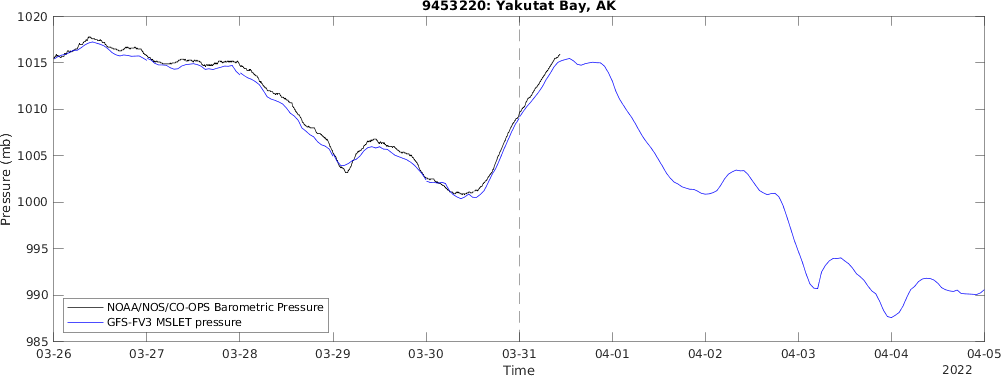 9453220: Yakutat Bay, AK
Pressure (mb)
1020
1015
1010
1005
1000
995
990
985
NOAA/NOS/CO-OPS Barometric Pressure
GFS-FV3 MSLET pressure
03-26 03-27 03-28 03-29 03-30 03-31 04-01 04-02 04-03 04-04 04-05
Time
2022